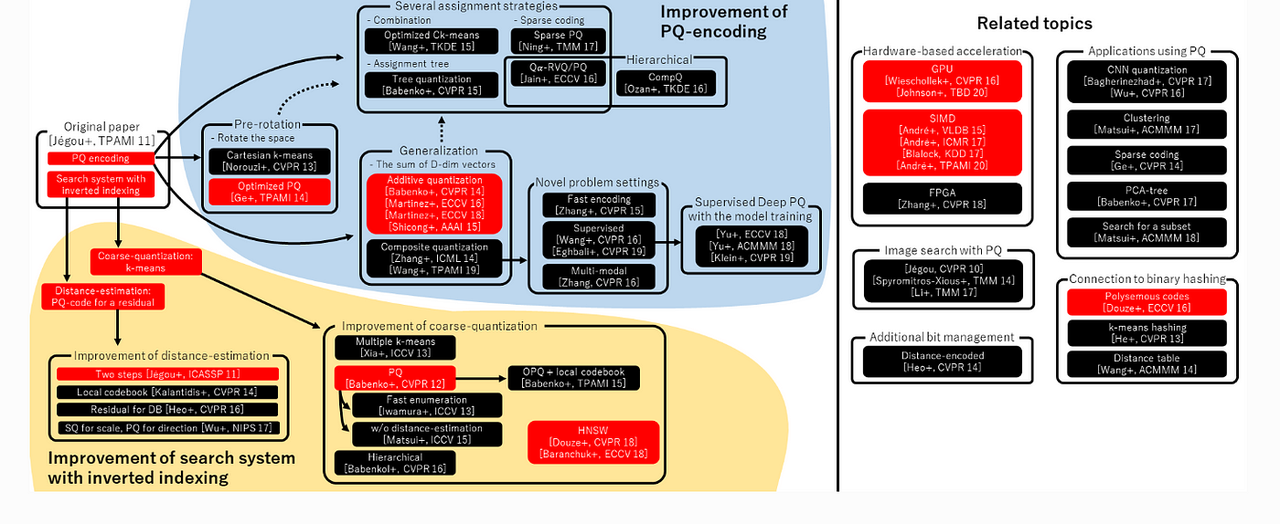 Several assignment strategies
- Combination
Optimized Ck-means
[Wang+, TKDE 15]
- Sparse coding
Sparse PQ
[Ning+, TMM 17]
- Assignment tree
Tree quantization
[Babenko+, CVPR 15]
Qα-RVQ/PQ
[Jain+, ECCV 16]
Hierarchical
CompQ
[Ozan+, TKDE 16]
Improvement of
PQ-encoding
Original paper
[Jégou+, TPAMI 11]
PQ encoding
Search system with
inverted indexing
Pre-rotation
- Rotate the space
Cartesian k-means
[Norouzi+, CVPR 13]
Optimized PQ
[Ge+, TPAMI 14]
Generalization
- The sum of D-dim vectors
Additive quantization
[Babenko+, CVPR 14]
[Martinez+, ECCV 16]
[Martinez+, ECCV 18]
[Shicong+, AAAI 15]
Composite quantization
[Zhang+, ICML 14]
[Wang+, TPAMI 19]
Novel problem settings
Fast encoding
[Zhang+, CVPR 15]
Supervised
[Wang+, CVPR 16]
[Eghbali+, CVPR 19]
Multi-modal
[Zhang, CVPR 16]
Supervised Deep PQ
with the model training
[Yu+, ECCV 18]
[Yu+, ACMMM 18]
[Klein+, CVPR 19]
Coarse-quantization:
k-means
Distance-estimation:
PQ-code for a residual
Improvement of distance-estimation
Two steps [Jégou+, ICASSP 11]
Local codebook [Kalantidis+, CVPR 14]
Residual for DB [Heo+, CVPR 16]
SQ for scale, PQ for direction [Wu+, NIPS 17]
Improvement of search system
with inverted indexing
Improvement of coarse-quantization
Multiple k-means
[Xia+, ICCV 13]
PQ
[Babenko+, CVPR 12]
OPQ + local codebook
[Babenko+, TPAMI 15]
Fast enumeration
[Iwamura+, ICCV 13]
w/o distance-estimation
[Matsui+, ICCV 15]
Hierarchical
[Babenkol+, CVPR 16]
HNSW
[Douze+, CVPR 18]
[Baranchuk+, ECCV 18]
Related topics
Hardware-based acceleration
GPU
[Wieschollek+, CVPR 16]
[Johnson+, TBD 20]
SIMD
[André+, VLDB 15]
[André+, ICMR 17]
[Blalock, KDD 17]
[André+, TPAMI 20]
FPGA
[Zhang+, CVPR 18]
Image search with PQ
[Jégou, CVPR 10]
[Spyromitros-Xious+, TMM 14]
[Li+, TMM 17]
Additional bit management
Distance-encoded
[Heo+, CVPR 14]
Applications using PQ
CNN quantization
[Bagherinezhad+, CVPR 17]
[Wu+, CVPR 16]
Clustering
[Matsui+, ACMMM 17]
Sparse coding
[Ge+, CVPR 14]
PCA-tree
[Babenko+, CVPR 17]
Search for a subset
[Matsui+, ACMMM 18]
Connection to binary hashing
Polysemous codes
[Douze+, ECCV 16]
k-means hashing
[He+, CVPR 13]
Distance table
[Wang+, ACMMM 14]